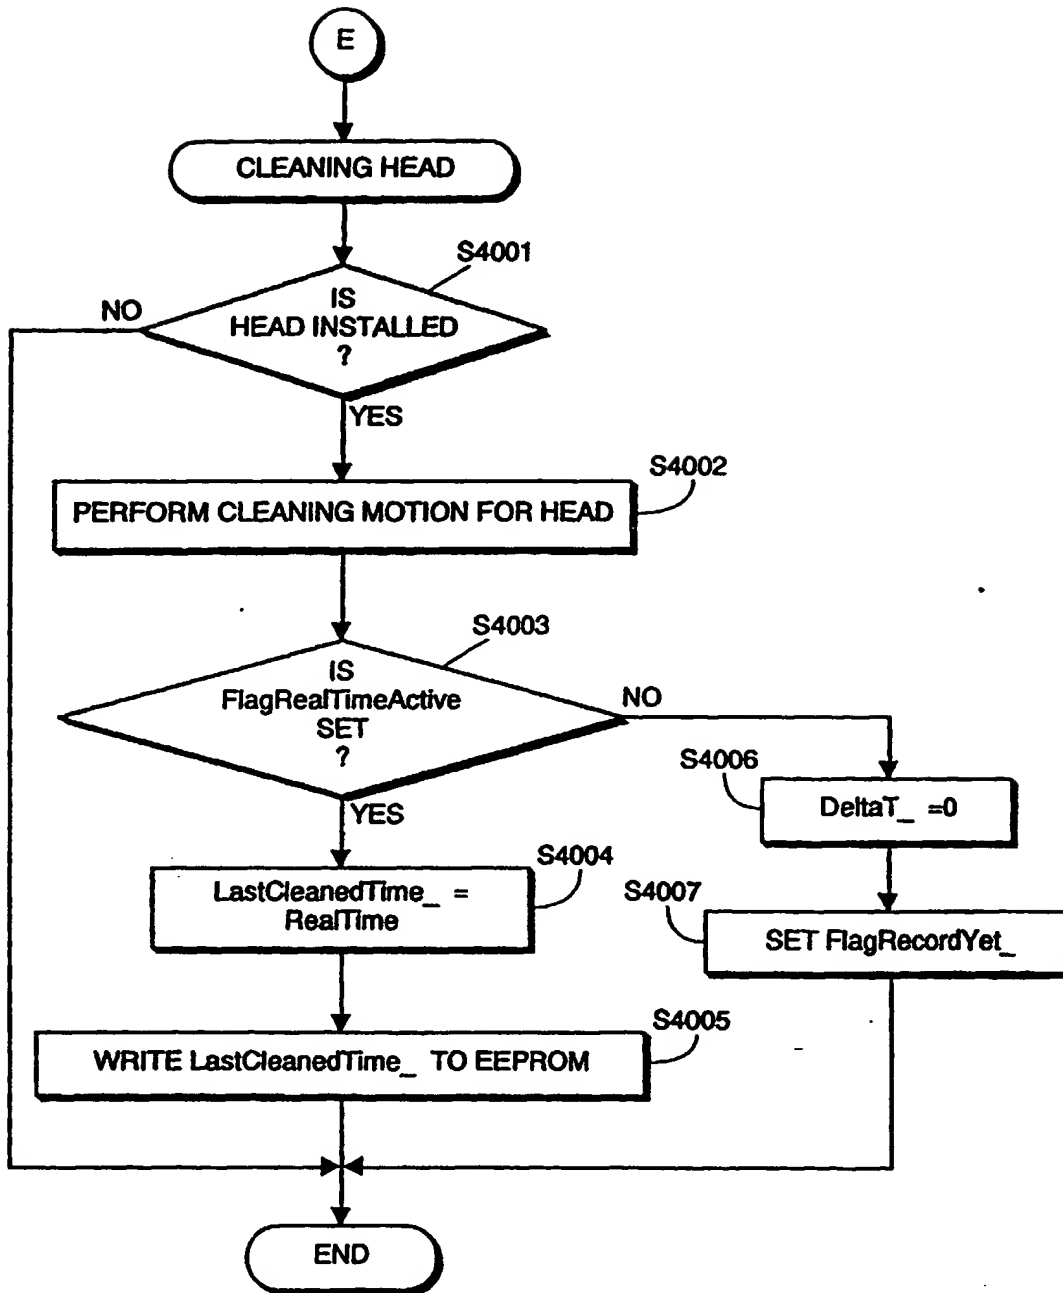 E
CLEANING HEAD
S4001
IS
HEAD INSTALLED
?
NO
YES
S4002
PERFORM CLEANING MOTION FOR HEAD
S4003
IS
FlagRealTimeActive
SET
?
NO
YES
S4006
DeltaT_ =0
S4004
LastCleanedTime_ =
RealTime
S4007
SET FlagRecordYet_
S4005
WRITE LastCleanedTime_ TO EEPROM
END